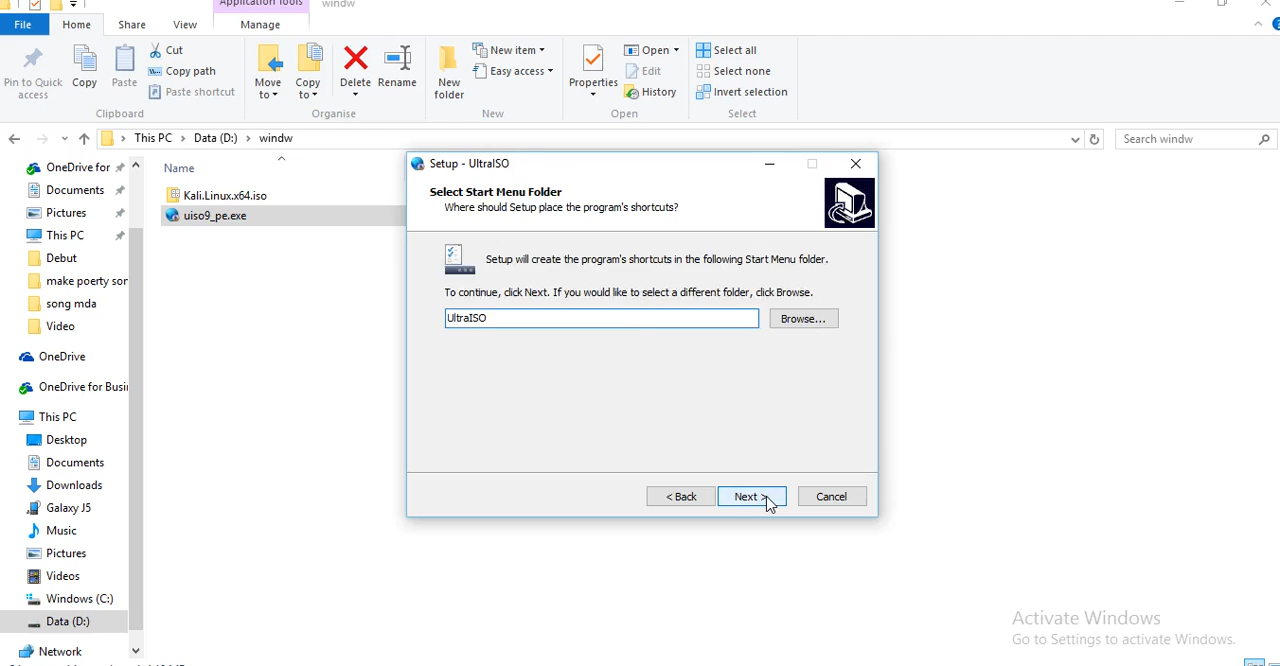 Application Tools
windw
File
Home
Share
View
Manage
Pin to Quick access
Copy
Paste
Cut
Copy path
Paste shortcut
Clipboard
Move to
Copy to
Delete
Rename
Organise
New folder
New item
Easy access
New
Properties
Open
Edit
History
Open
Select all
Select none
Invert selection
Select
This PC > Data (D:) > windw
Search windw
OneDrive for
Documents
Pictures
This PC
Debut
make poerty sor
song mda
Video
OneDrive
OneDrive for Busi
This PC
Desktop
Documents
Downloads
Galaxy J5
Music
Pictures
Videos
Windows (C:)
Data (D:)
Network
Name
Kali.Linux.x64.iso
uiso9_pe.exe
Setup - UltraISO
Select Start Menu Folder
Where should Setup place the program's shortcuts?
Setup will create the program's shortcuts in the following Start Menu folder.
To continue, click Next. If you would like to select a different folder, click Browse.
UltraISO
Browse...
< Back
Next >
Cancel
Activate Windows
Go to Settings to activate Windows.